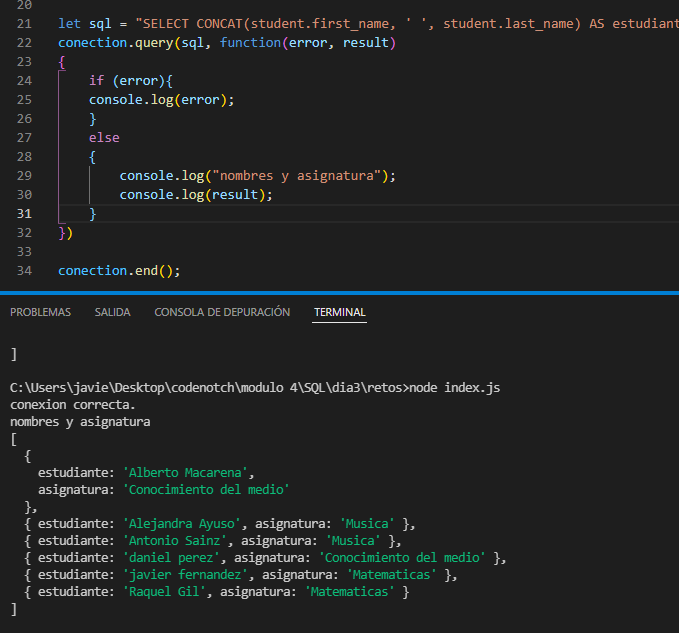 20
21 let sql = "SELECT CONCAT(student.first_name, ' ', student.last_name) AS estudiant
22 conection.query(sql, function(error, result)
23 {
24 if (error){
25 console.log(error);
26 }
27 else
28 {
29 console.log("nombres y asignatura");
30 console.log(result);
31 }
32 })
33
34 conection.end();
PROBLEMAS SALIDA CONSOLA DE DEPURACIÓN TERMINAL
]
C:\Users\javie\Desktop\codenotch\modulo 4\SQL\dia3\retos>node index.js
conexion correcta.
nombres y asignatura
[
{
estudiante: 'Alberto Macarena',
asignatura: 'Conocimiento del medio'
},
{ estudiante: 'Alejandra Ayuso', asignatura: 'Musica' },
{ estudiante: 'Antonio Sainz', asignatura: 'Musica' },
{ estudiante: 'daniel perez', asignatura: 'Conocimiento del medio' },
{ estudiante: 'javier fernandez', asignatura: 'Matematicas' },
{ estudiante: 'Raquel Gil', asignatura: 'Matematicas' }
]